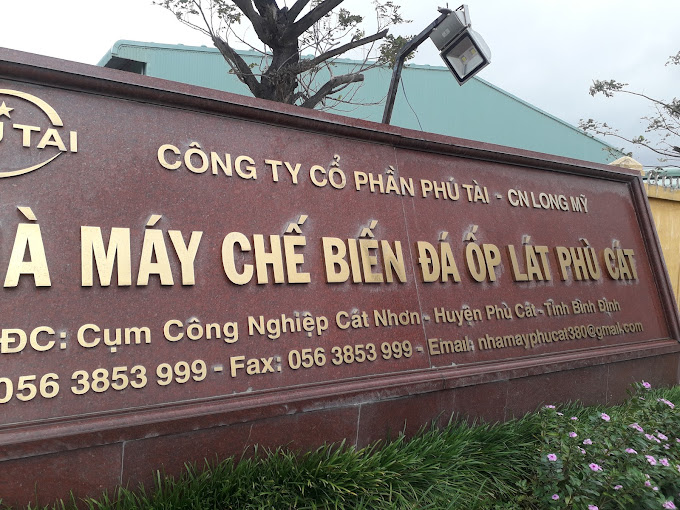 TÀI
CÔNG TY CỔ PHẦN PHÚ TÀI - CN LONG MỸ
À MÁY CHẾ BIẾN ĐÁ ỐP LÁT PHÙ CÁT
ĐC: Cụm Công Nghiệp Cát Nhơn - Huyện Phù Cát - Tỉnh Bình Định
056 3853 999 - Fax: 056 3853 999 - Email: nhamayphucat380@gmail.com